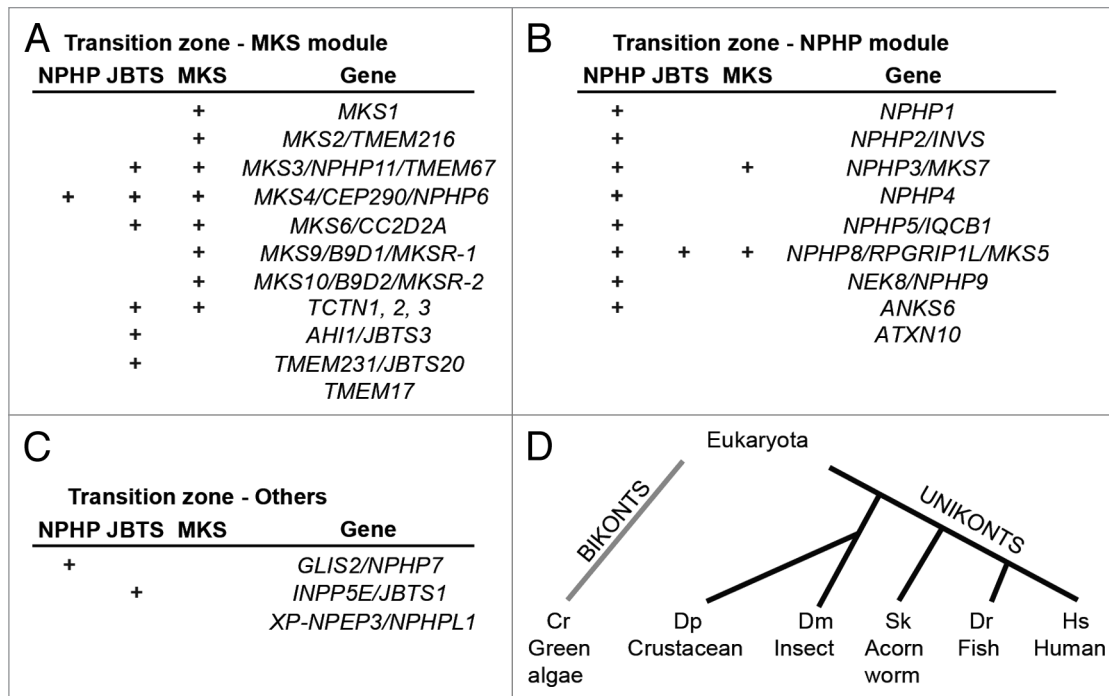 A Transition zone - MKS module
NPHP JBTS MKS Gene
+ MKS1
+ MKS2/TMEM216
+ + MKS3/NPHP11/TMEM67
+ + + MKS4/CEP290/NPHP6
+ + MKS6/CC2D2A
+ MKS9/B9D1/MKSR-1
+ MKS10/B9D2/MKSR-2
+ + TCTN1, 2, 3
+ AHI1/JBTS3
+ TMEM231/JBTS20
TMEM17
B Transition zone - NPHP module
NPHP JBTS MKS Gene
+ NPHP1
+ NPHP2/INVS
+ + NPHP3/MKS7
+ NPHP4
+ NPHP5/IQCB1
+ + + NPHP8/RPGRIP1L/MKS5
+ NEK8/NPHP9
+ ANKS6
ATXN10
C
Transition zone - Others
NPHP JBTS MKS Gene
+ GLIS2/NPHP7
+ INPP5E/JBTS1
XP-NPEP3/NPHPL1
D Eukaryota
BIKONTS
UNIKONTS
Cr Dp Dm Sk Dr Hs
Green Crustacean Insect Acorn Fish Human
algae worm